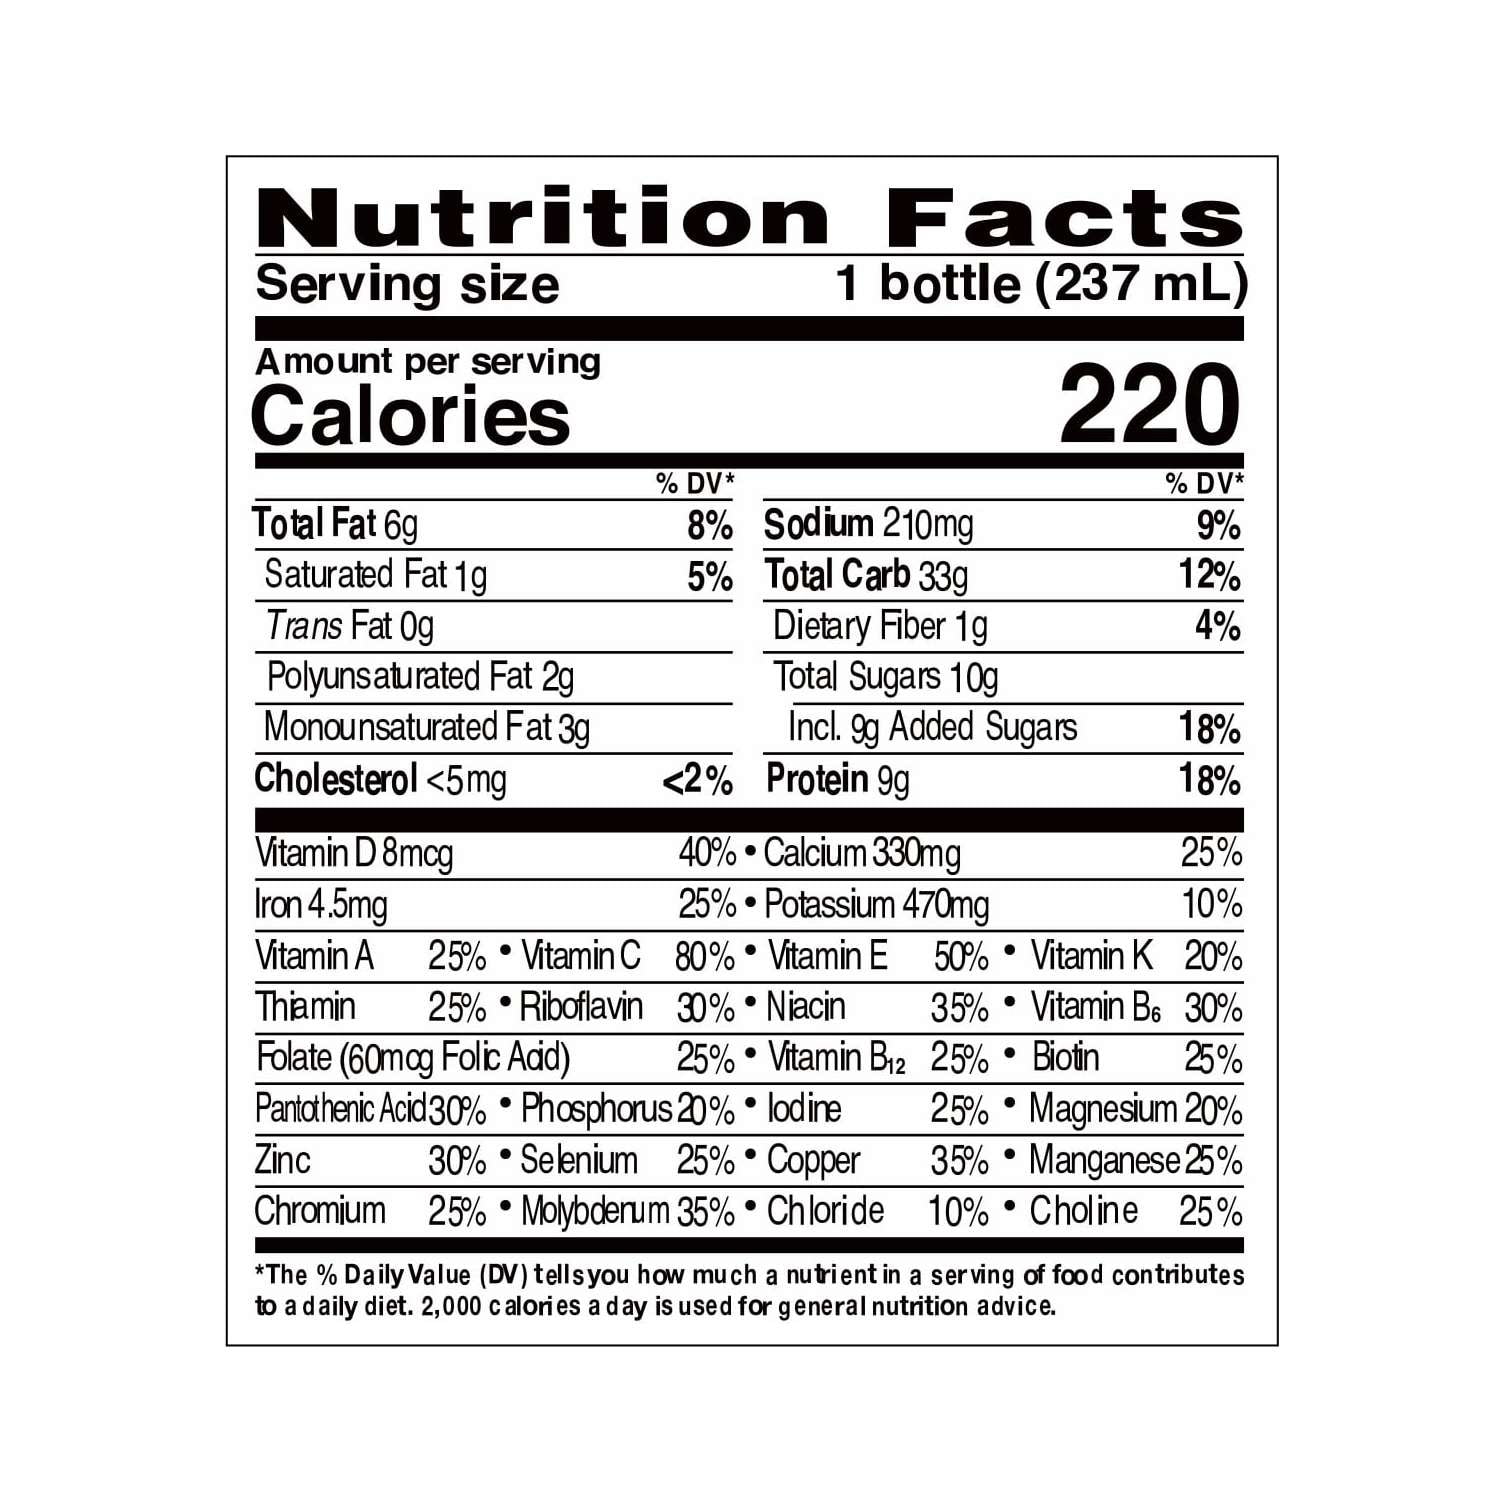 Nutrition Facts
Serving size 1 bottle (237 mL)
Amount per serving
Calories 220
% DV* % DV*
Total Fat 6g 8% Sodium 210mg 9%
Saturated Fat 1g 5% Total Carb 33g 12%
Trans Fat 0g Dietary Fiber 1g 4%
Polyunsaturated Fat 2g Total Sugars 10g
Monounsaturated Fat 3g Incl. 9g Added Sugars 18%
Cholesterol <5mg <2% Protein 9g 18%
Vitamin D 8mcg 40% • Calcium 330mg 25%
Iron 4.5mg 25% • Potassium 470mg 10%
Vitamin A 25% • Vitamin C 80% • Vitamin E 50% • Vitamin K 20%
Thiamin 25% • Riboflavin 30% • Niacin 35% • Vitamin B6 30%
Folate (60mcg Folic Acid) 25% • Vitamin B12 25% • Biotin 25%
Pantothenic Acid 30% • Phosphorus 20% • Iodine 25% • Magnesium 20%
Zinc 30% • Selenium 25% • Copper 35% • Manganese 25%
Chromium 25% • Molybdenum 35% • Chloride 10% • Choline 25%
*The % Daily Value (DV) tells you how much a nutrient in a serving of food contributes
to a daily diet. 2,000 calories a day is used for general nutrition advice.